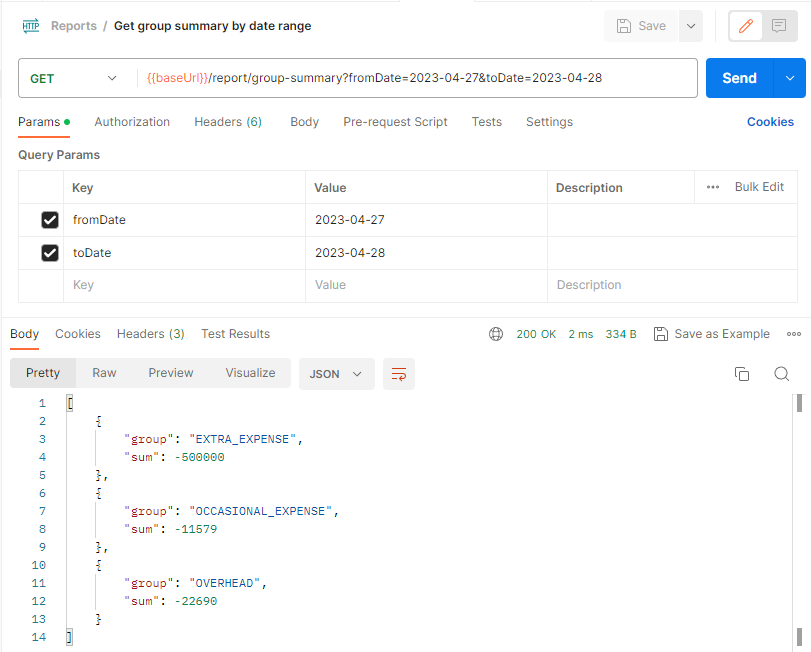 HTTP Reports / Get group summary by date range Save
GET {{baseUrl}}/report/group-summary?fromDate=2023-04-27&toDate=2023-04-28 Send
Params Authorization Headers (6) Body Pre-request Script Tests Settings Cookies
Query Params
Key Value Description Bulk Edit
fromDate 2023-04-27
toDate 2023-04-28
Key Value Description
Body Cookies Headers (3) Test Results 200 OK 2 ms 334 B Save as Example
Pretty Raw Preview Visualize JSON
1 [
2 {
3 "group": "EXTRA_EXPENSE",
4 "sum": -500000
5 },
6 {
7 "group": "OCCASIONAL_EXPENSE",
8 "sum": -11579
9 },
10 {
11 "group": "OVERHEAD",
12 "sum": -22690
13 }
14 ]